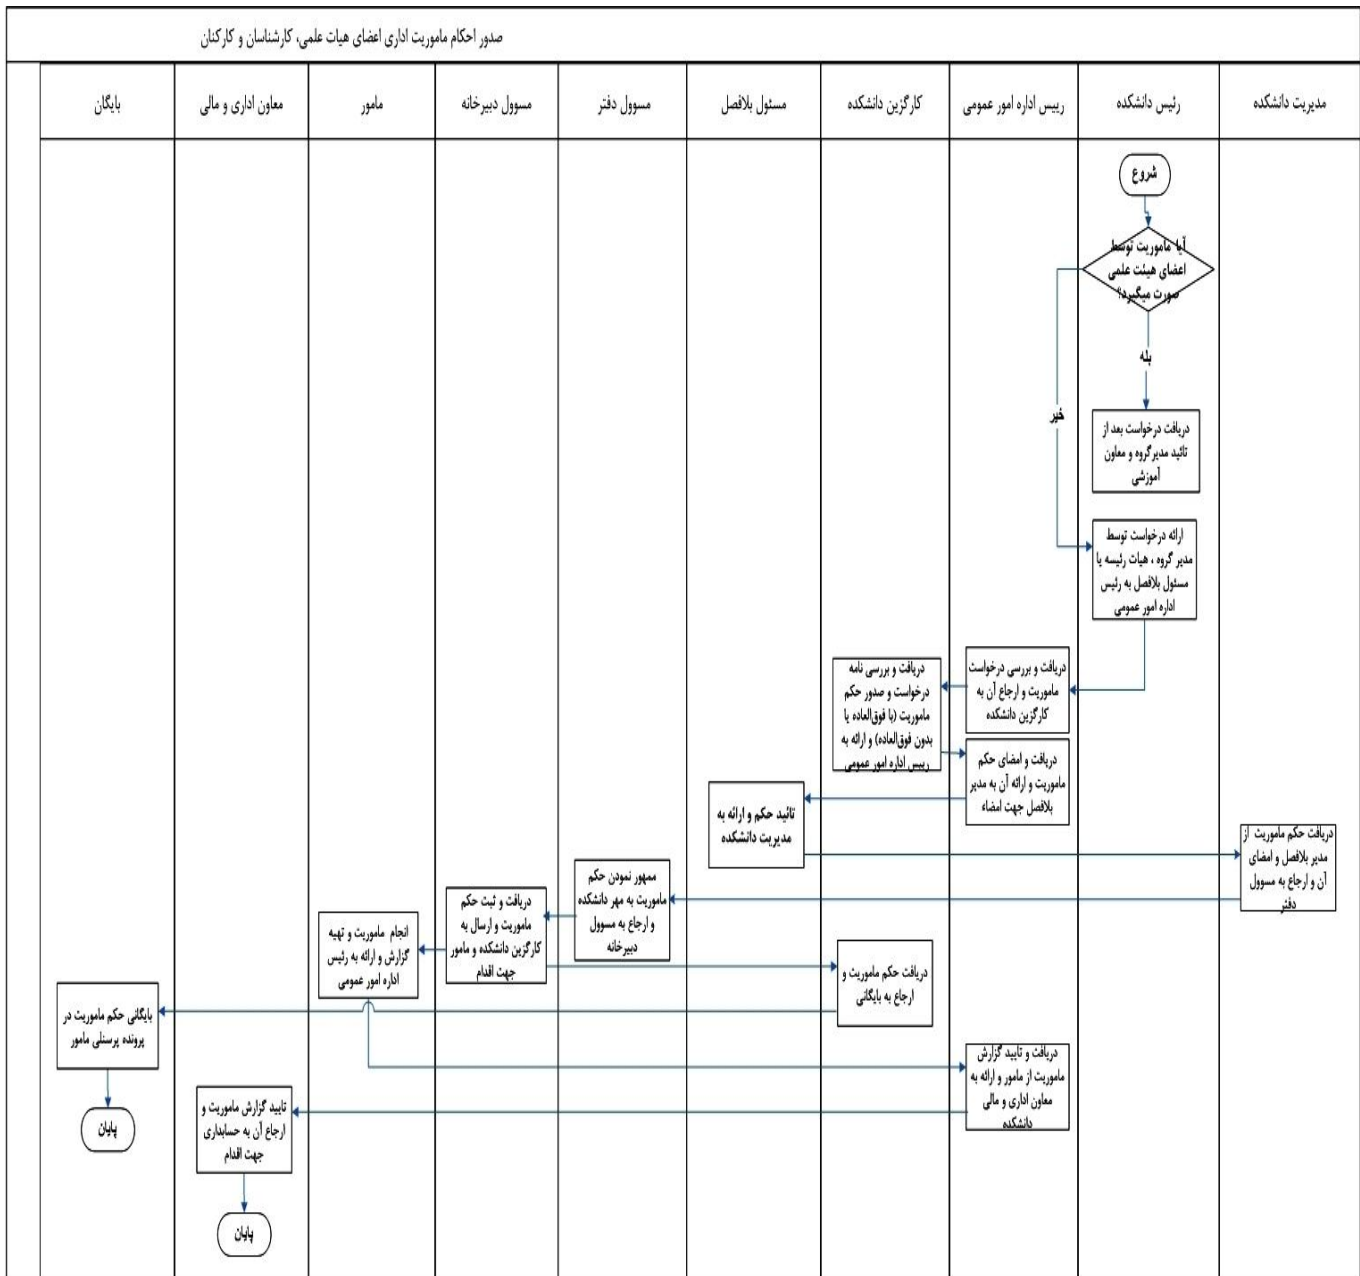 صدور احکام ماموریت اداری اعضای هیات علمی، کارشناسان و کارکنان
مدیریت دانشکده
رئیس دانشکده
رییس اداره امور عمومی
کارگزین دانشکده
مسئول بلافصل
مسوول دفتر
مسوول دبیرخانه
مامور
معاون اداری و مالی
بایگان
شروع
آیا ماموریت توسط
اعضای هیئت علمی
صورت میگیرد؟
بله
خیر
دریافت درخواست بعد از
تائید مدیر گروه و معاون
آموزشی
ارائه درخواست توسط
مدیر گروه ، هیات رئیسه یا
مسئول بلافصل به رئیس
اداره امور عمومی
دریافت و بررسی درخواست
ماموریت و ارجاع آن به
کارگزین دانشکده
دریافت و بررسی نامه
درخواست و صدور حکم
ماموریت (با فوق‌العاده یا
بدون فوق‌العاده) و ارائه به
رییس اداره امور عمومی
دریافت و امضای حکم
ماموریت و ارائه آن به مدیر
بلافصل جهت امضاء
تائید حکم و ارائه به
مدیریت دانشکده
دریافت حکم ماموریت از
مدیر بلافصل و امضای
آن و ارجاع به مسوول
دفتر
ممهور نمودن حکم
ماموریت به مهر دانشکده
و ارجاع به مسوول
دبیرخانه
دریافت و ثبت حکم
ماموریت و ارسال به
کارگزین دانشکده و مامور
جهت اقدام
انجام ماموریت و تهیه
گزارش و ارائه به رئیس
اداره امور عمومی
دریافت حکم ماموریت و
ارجاع به بایگانی
بایگانی حکم ماموریت در
پرونده پرسنلی مامور
پایان
دریافت و تایید گزارش
ماموریت از مامور و ارائه به
معاون اداری و مالی
دانشکده
تایید گزارش ماموریت و
ارجاع آن به حسابداری
جهت اقدام
پایان